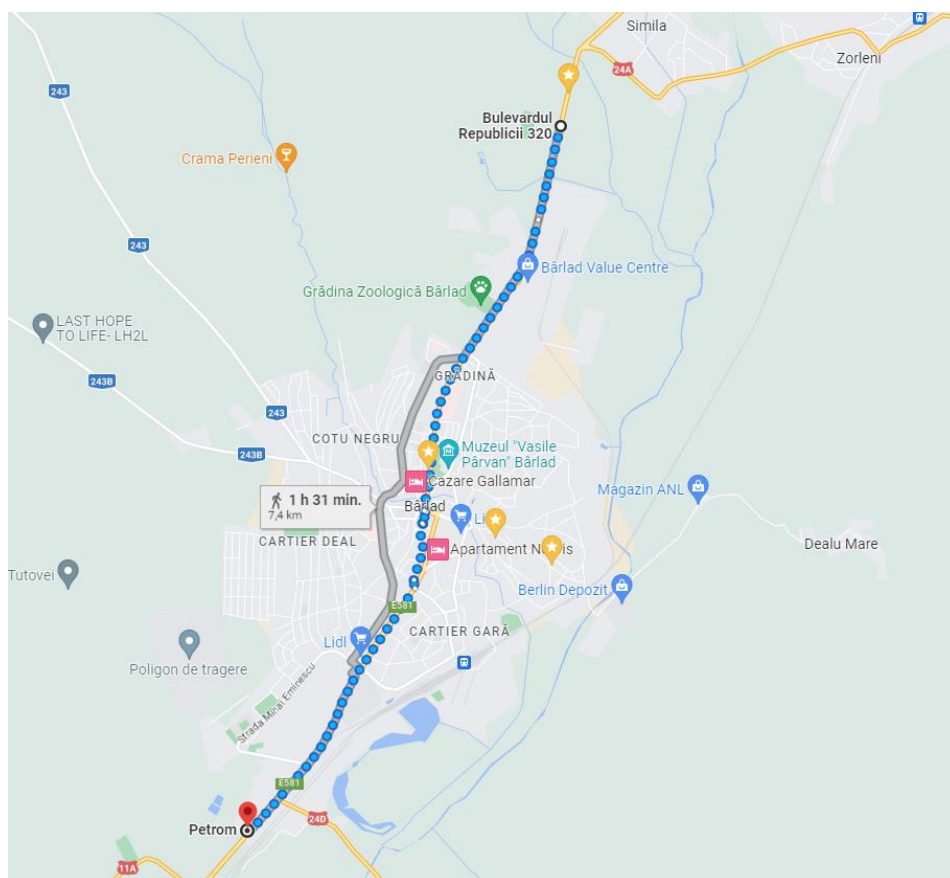 Simila
243
24A
Zorleni
Bulevardul
Republicii 320
Crama Perieni
243
Bârlad Value Centre
Grădina Zoologică Bârlad
LAST HOPE
TO LIFE- LH2L
GRĂDINĂ
243B
243
COTU NEGRU
Muzeul "Vasile
Pârvan" Bârlad
243B
Cazare Gallamar
1 h 31 min.
7,4 km
Magazin ANL
Bârlad
CARTIER DEAL
Dealu Mare
Apartament
Tutovei
Berlin Depozit
E581
CARTIER GARĂ
Lidl
Poligon de tragere
Strada Mihai Eminescu
E581
24D
Petrom
11A